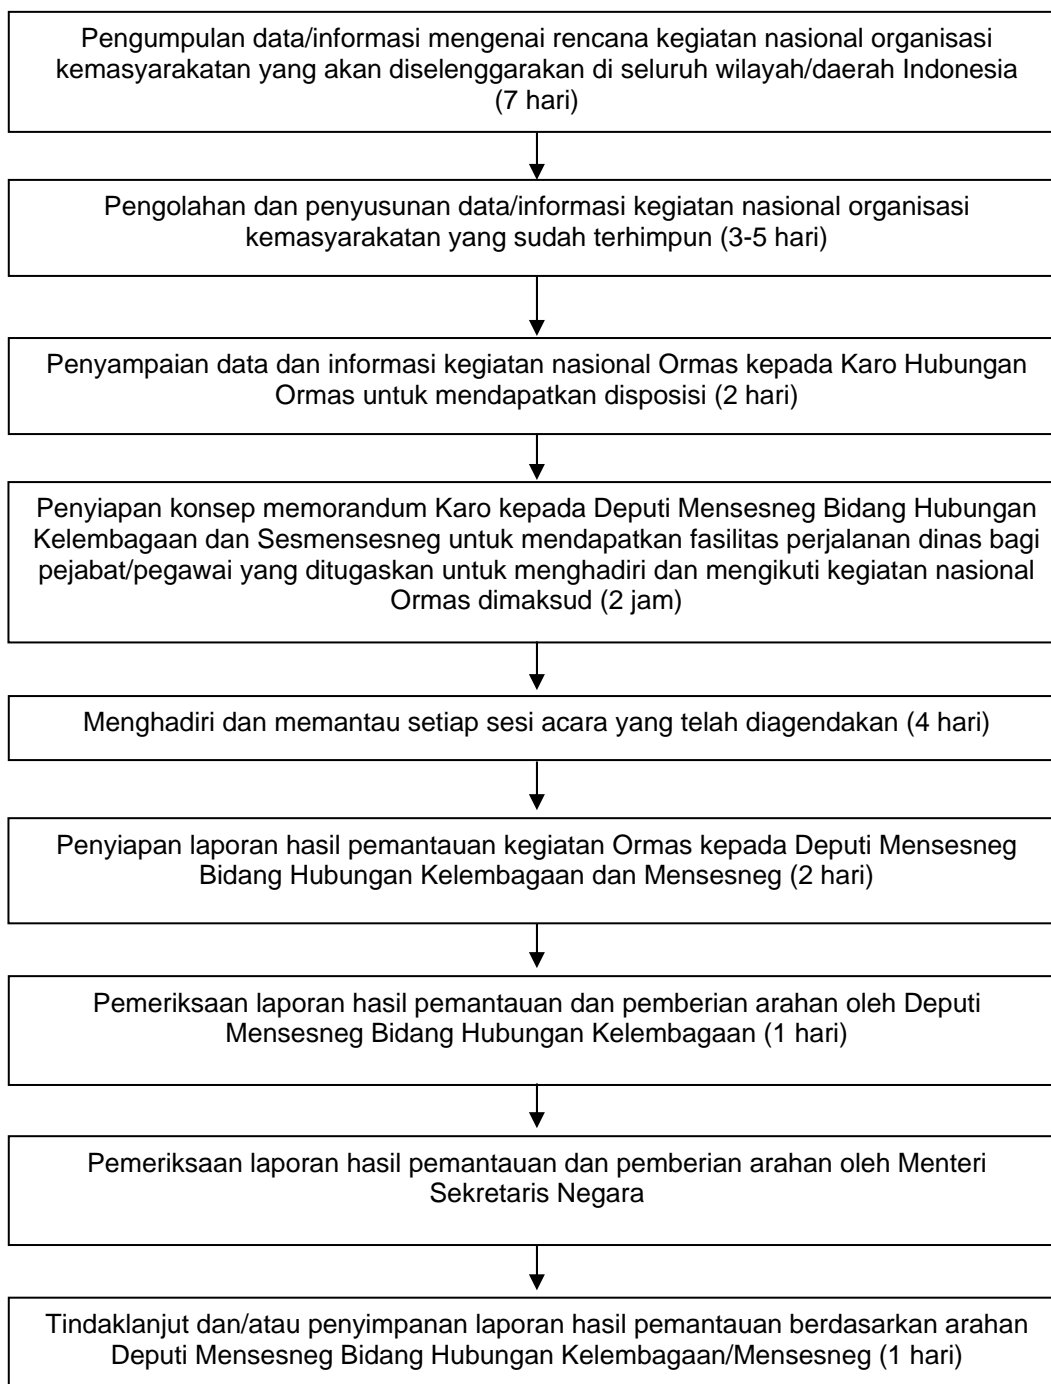 Pengumpulan data/informasi mengenai rencana kegiatan nasional organisasi
kemasyarakatan yang akan diselenggarakan di seluruh wilayah/daerah Indonesia
(7 hari)
Pengolahan dan penyusunan data/informasi kegiatan nasional organisasi
kemasyarakatan yang sudah terhimpun (3-5 hari)
Penyampaian data dan informasi kegiatan nasional Ormas kepada Karo Hubungan
Ormas untuk mendapatkan disposisi (2 hari)
Penyiapan konsep memorandum Karo kepada Deputi Mensesneg Bidang Hubungan
Kelembagaan dan Sesmensesneg untuk mendapatkan fasilitas perjalanan dinas bagi
pejabat/pegawai yang ditugaskan untuk menghadiri dan mengikuti kegiatan nasional
Ormas dimaksud (2 jam)
Menghadiri dan memantau setiap sesi acara yang telah diagendakan (4 hari)
Penyiapan laporan hasil pemantauan kegiatan Ormas kepada Deputi Mensesneg
Bidang Hubungan Kelembagaan dan Mensesneg (2 hari)
Pemeriksaan laporan hasil pemantauan dan pemberian arahan oleh Deputi
Mensesneg Bidang Hubungan Kelembagaan (1 hari)
Pemeriksaan laporan hasil pemantauan dan pemberian arahan oleh Menteri
Sekretaris Negara
Tindaklanjut dan/atau penyimpanan laporan hasil pemantauan berdasarkan arahan
Deputi Mensesneg Bidang Hubungan Kelembagaan/Mensesneg (1 hari)